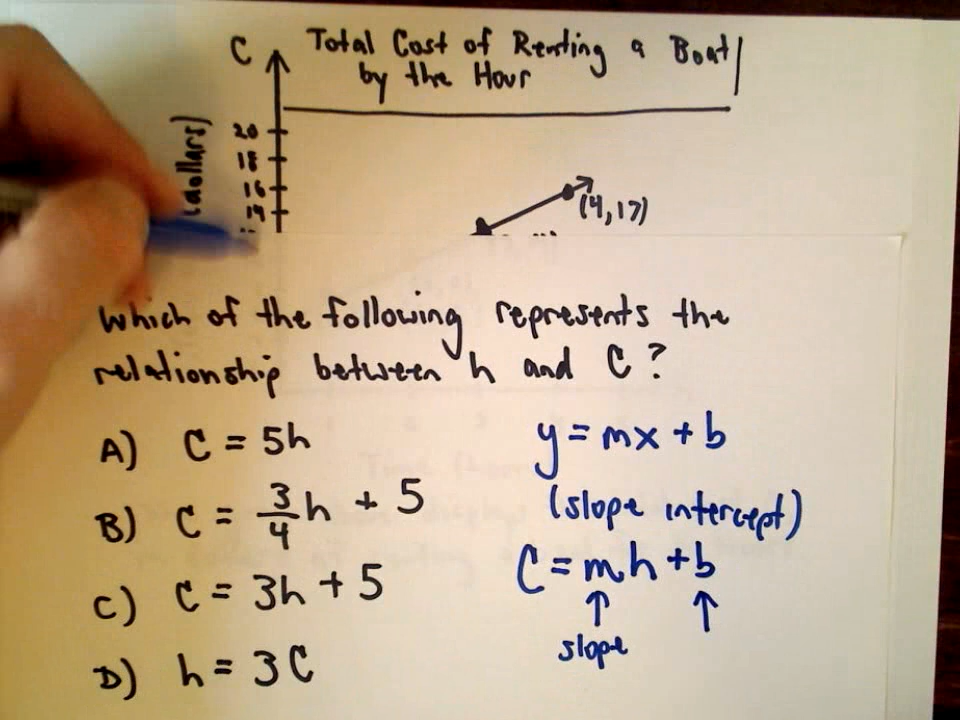 C
Total Cost of Renting a Boat
by the Hour
(dollars)
20
18
16
14
(4,17)
Which of the following represents the
relationship between h and C?
A) C = 5h
B) C = 3/4 h + 5
C) C = 3h + 5
D) h = 3C
y = mx + b
(slope intercept)
C = mh + b
↑ ↑
slope